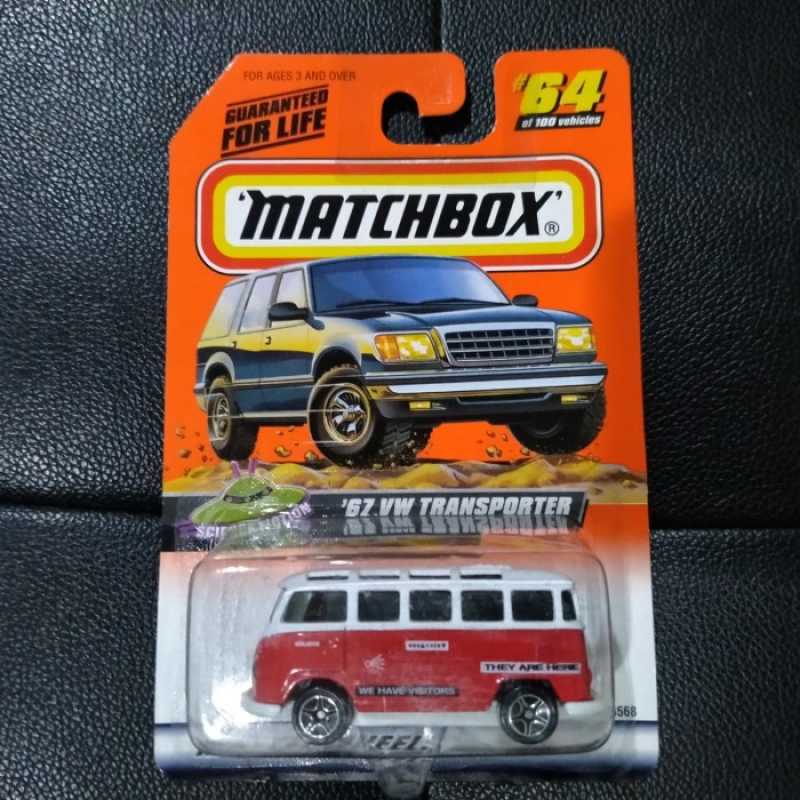 FOR AGES 3 AND OVER
GUARANTEED
FOR LIFE
#64
of 100 vehicles
'MATCHBOX'®
'67 VW TRANSPORTER
THEY ARE HERE
WE HAVE VISITORS